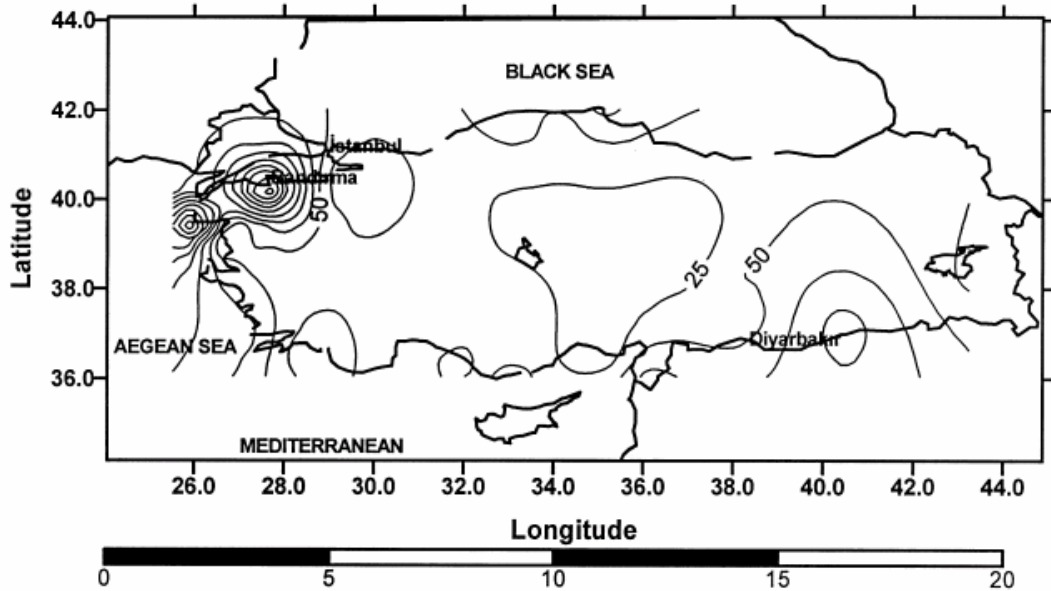 44.0
BLACK SEA
42.0
İstanbul
Bandırma
40.0
50
Latitude
25
50
38.0
Diyarbakır
AEGEAN SEA
36.0
MEDITERRANEAN
26.0 28.0 30.0 32.0 34.0 36.0 38.0 40.0 42.0 44.0
Longitude
0 5 10 15 20